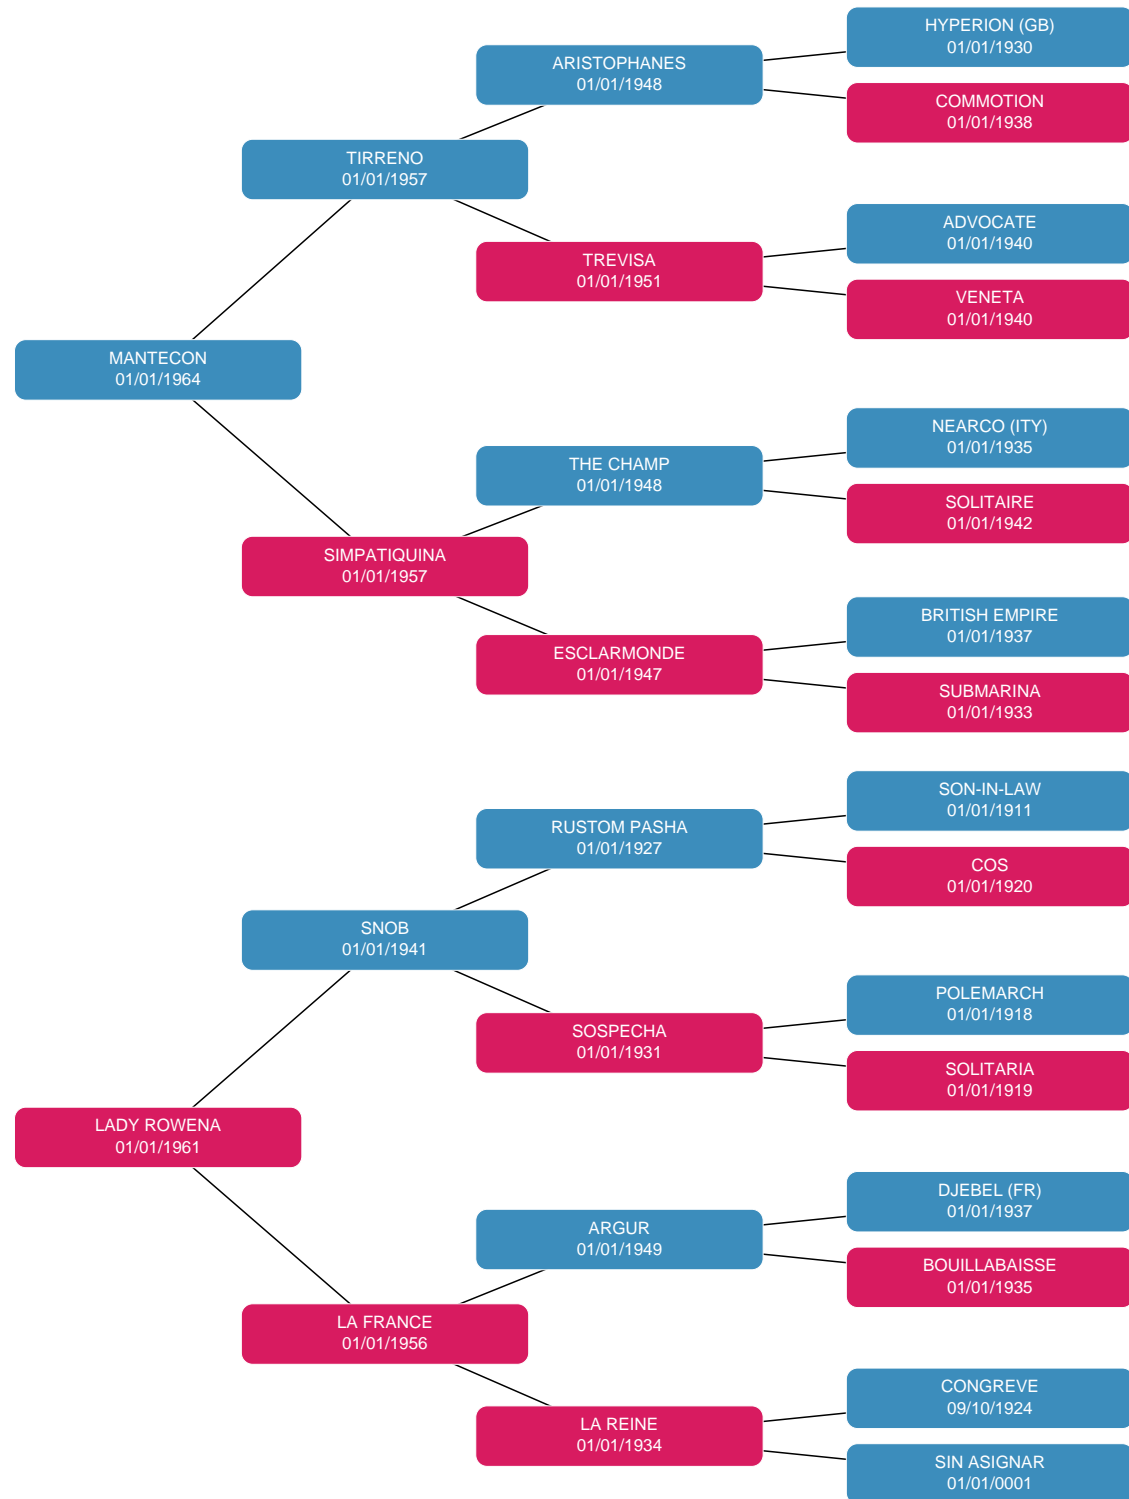 HYPERION (GB)
01/01/1930
ARISTOPHANES
01/01/1948
COMMOTION
01/01/1938
TIRRENO
01/01/1957
ADVOCATE
01/01/1940
TREVISA
01/01/1951
VENETA
01/01/1940
MANTECON
01/01/1964
NEARCO (ITY)
01/01/1935
THE CHAMP
01/01/1948
SOLITAIRE
01/01/1942
SIMPATIQUINA
01/01/1957
BRITISH EMPIRE
01/01/1937
ESCLARMONDE
01/01/1947
SUBMARINA
01/01/1933
SON-IN-LAW
01/01/1911
RUSTOM PASHA
01/01/1927
COS
01/01/1920
SNOB
01/01/1941
POLEMARCH
01/01/1918
SOSPECHA
01/01/1931
SOLITARIA
01/01/1919
LADY ROWENA
01/01/1961
DJEBEL (FR)
01/01/1937
ARGUR
01/01/1949
BOUILLABAISSE
01/01/1935
LA FRANCE
01/01/1956
CONGREVE
09/10/1924
LA REINE
01/01/1934
SIN ASIGNAR
01/01/0001